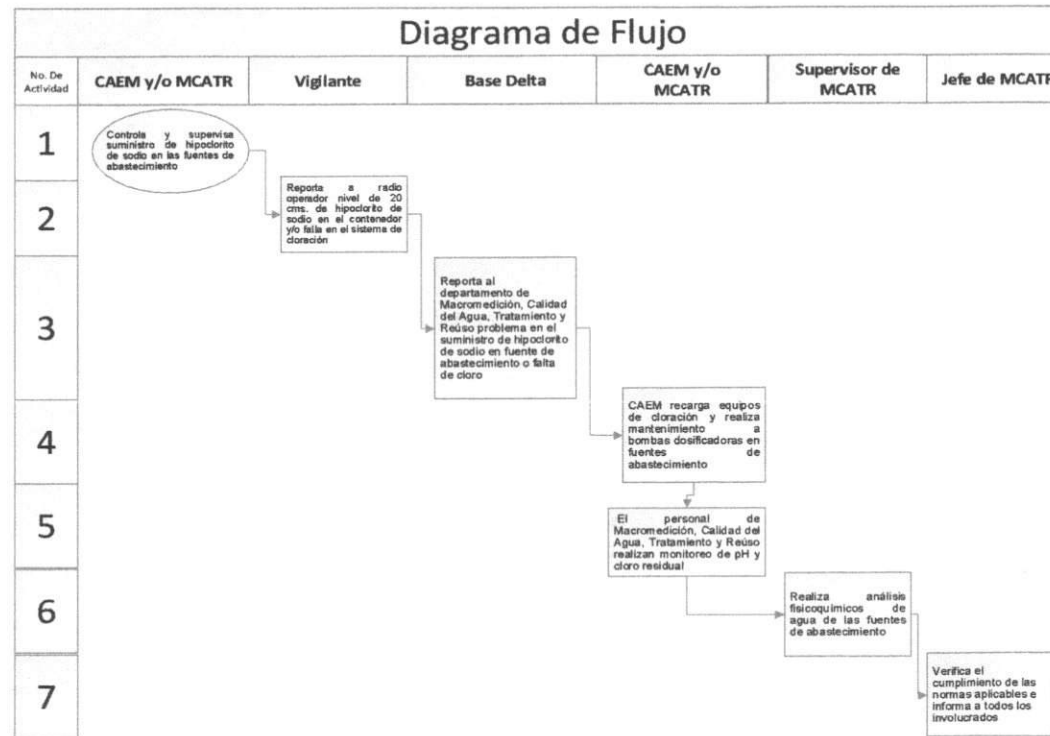 Diagrama de Flujo
No. De
Actividad
CAEM y/o MCATR
Vigilante
Base Delta
CAEM y/o
MCATR
Supervisor de
MCATR
Jefe de MCATR
1
Controla y supervisa
suministro de hipoclorito
de sodio en las fuentes de
abastecimiento
2
Reporta a radio
operador nivel de 20
cms. de hipoclorito de
sodio en el contenedor
y/o falla en el sistema de
cloración
3
Reporta al
departamento de
Macromedición, Calidad
del Agua, Tratamiento y
Reúso problema en el
suministro de hipoclorito
de sodio en fuente de
abastecimiento o falta
de cloro
4
CAEM recarga equipos
de cloración y realiza
mantenimiento a
bombas dosificadoras en
fuentes de
abastecimiento
5
El personal de
Macromedición, Calidad del
Agua, Tratamiento y Reúso
realizan monitoreo de pH y
cloro residual
6
Realiza análisis
fisicoquímicos de
agua de las fuentes
de abastecimiento
7
Verifica el
cumplimiento de las
normas aplicables e
informa a todos los
involucrados